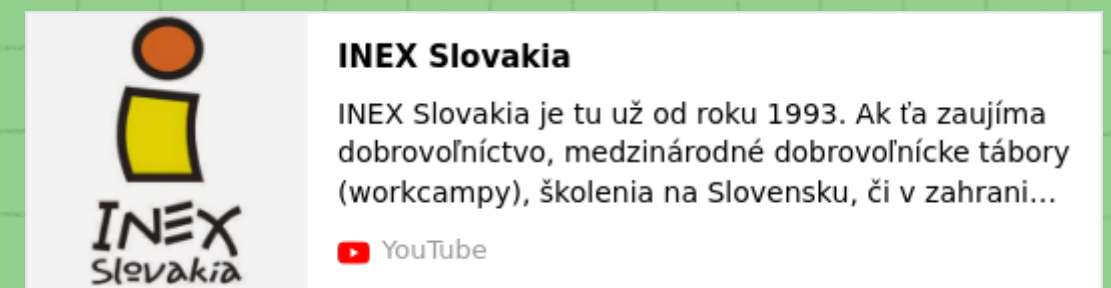 INEX
Slovakia
INEX Slovakia
INEX Slovakia je tu už od roku 1993. Ak ťa zaujíma
dobrovoľníctvo, medzinárodné dobrovoľnícke tábory
(workcampy), školenia na Slovensku, či v zahrani...
YouTube